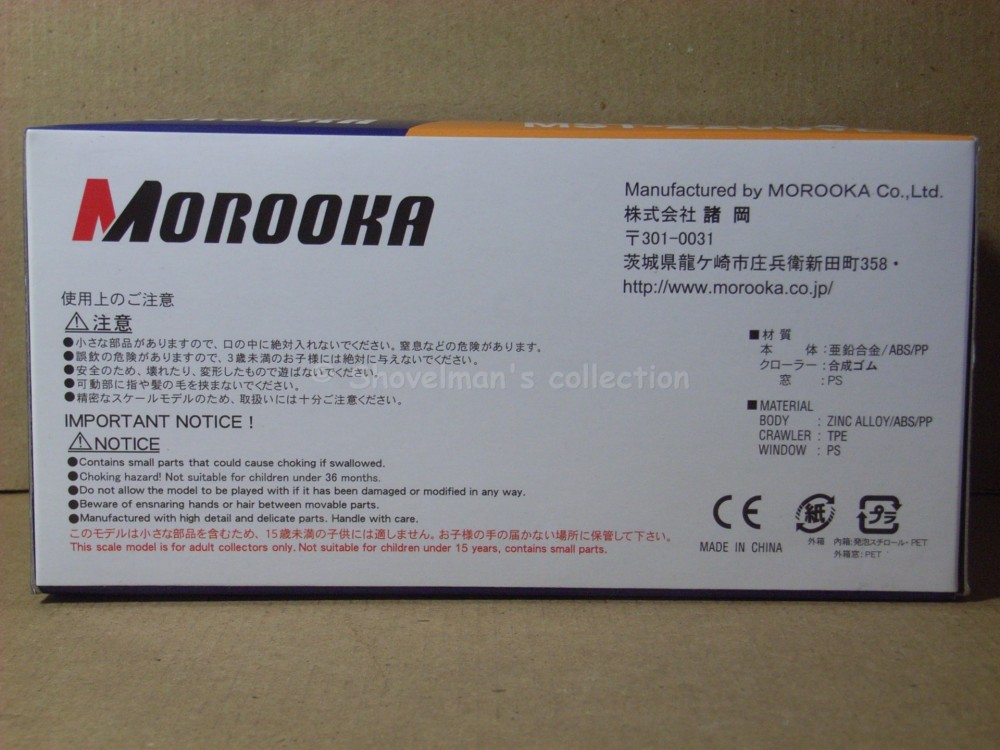 MOROOKA
Manufactured by MOROOKA Co.,Ltd.
株式会社 諸 岡
〒301-0031
茨城県龍ケ崎市庄兵衛新田町358・
http://www.morooka.co.jp/
使用上のご注意
⚠注意
●小さな部品がありますので、口の中に絶対入れないでください。窒息などの危険があります。
●誤飲の危険がありますので、3歳未満のお子様には絶対に与えないでください。
●安全のため、壊れたり、変形したもので遊ばないでください。
●可動部に指や髪の毛を挟まないでください。
●精密なスケールモデルのため、取扱いには十分ご注意ください。
© Shovelman's collection
IMPORTANT NOTICE !
⚠NOTICE
●Contains small parts that could cause choking if swallowed.
●Choking hazard! Not suitable for children under 36 months.
●Do not allow the model to be played with if it has been damaged or modified in any way.
●Beware of ensnaring hands or hair between movable parts.
●Manufactured with high detail and delicate parts. Handle with care.
このモデルは小さな部品を含むため、15歳未満の子供には適しません。お子様の手の届かない場所に保管して下さい。
This scale model is for adult collectors only. Not suitable for children under 15 years, contains small parts.
■材 質
本 体 : 亜鉛合金/ABS/PP
クローラー : 合成ゴム
窓 : PS
■MATERIAL
BODY : ZINC ALLOY/ABS/PP
CRAWLER : TPE
WINDOW : PS
CE 紙 プラ
MADE IN CHINA
外箱 内箱:発泡スチロール・PET
外箱窓:PET